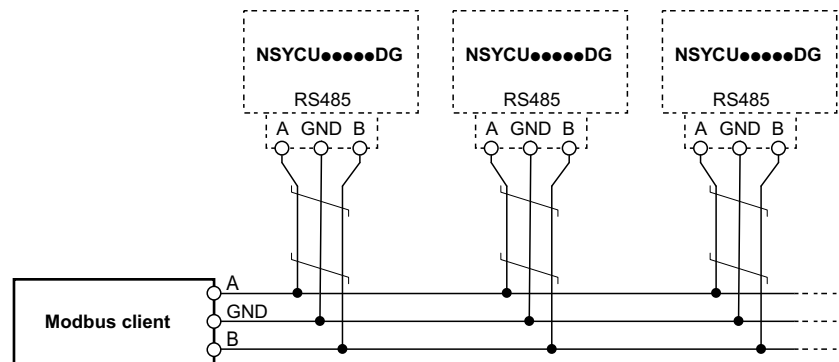 NSYCU●●●●●DG NSYCU●●●●●DG NSYCU●●●●●DG
RS485 RS485 RS485
A GND B A GND B A GND B
A
GND
Modbus client
B